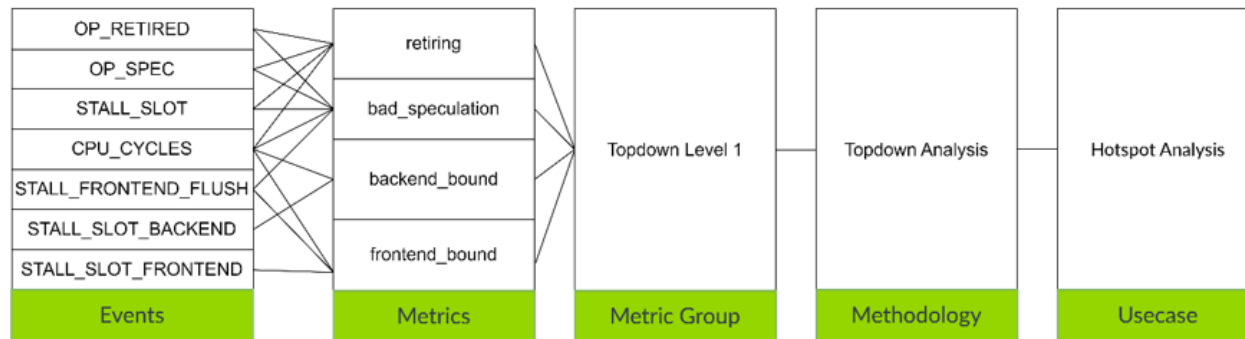 OP_RETIRED
OP_SPEC
STALL_SLOT
CPU_CYCLES
STALL_FRONTEND_FLUSH
STALL_SLOT_BACKEND
STALL_SLOT_FRONTEND
Events
retiring
bad_speculation
backend_bound
frontend_bound
Metrics
Topdown Level 1
Metric Group
Topdown Analysis
Methodology
Hotspot Analysis
Usecase